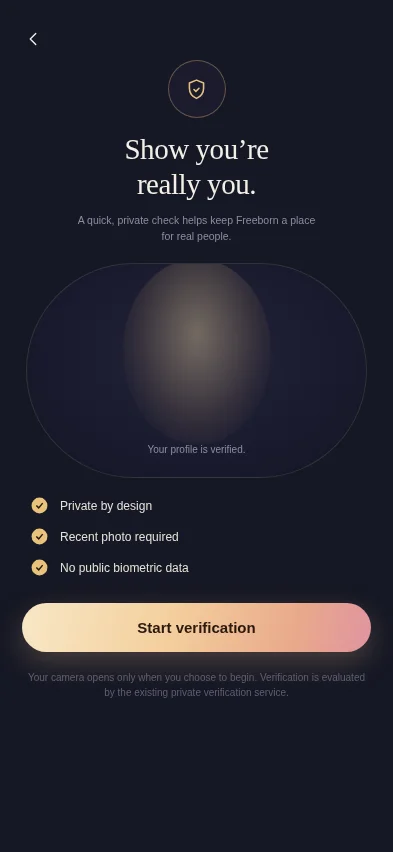 Show you’re
really you.
A quick, private check helps keep Freeborn a place
for real people.
Your profile is verified.
Private by design
Recent photo required
No public biometric data
Start verification
Your camera opens only when you choose to begin. Verification is evaluated
by the existing private verification service.